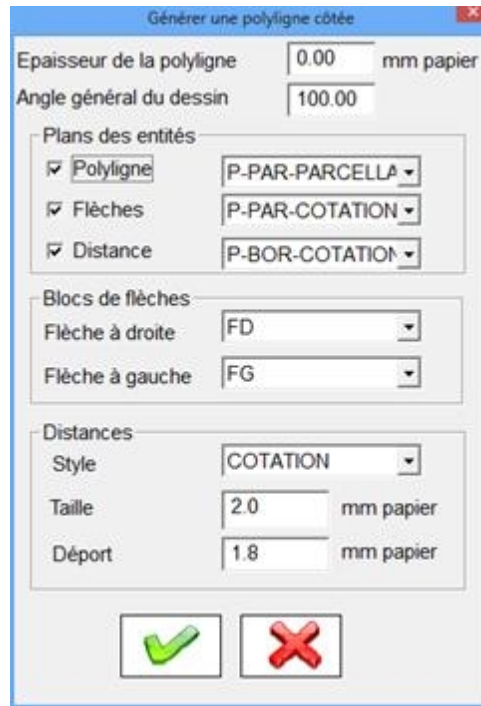 Générer une polyligne côtée
Epaisseur de la polyligne 0.00 mm papier
Angle général du dessin 100.00
Plans des entités
Polyligne P-PAR-PARCELLA
Flèches P-PAR-COTATION
Distance P-BOR-COTATION
Blocs de flèches
Flèche à droite FD
Flèche à gauche FG
Distances
Style COTATION
Taille 2.0 mm papier
Déport 1.8 mm papier